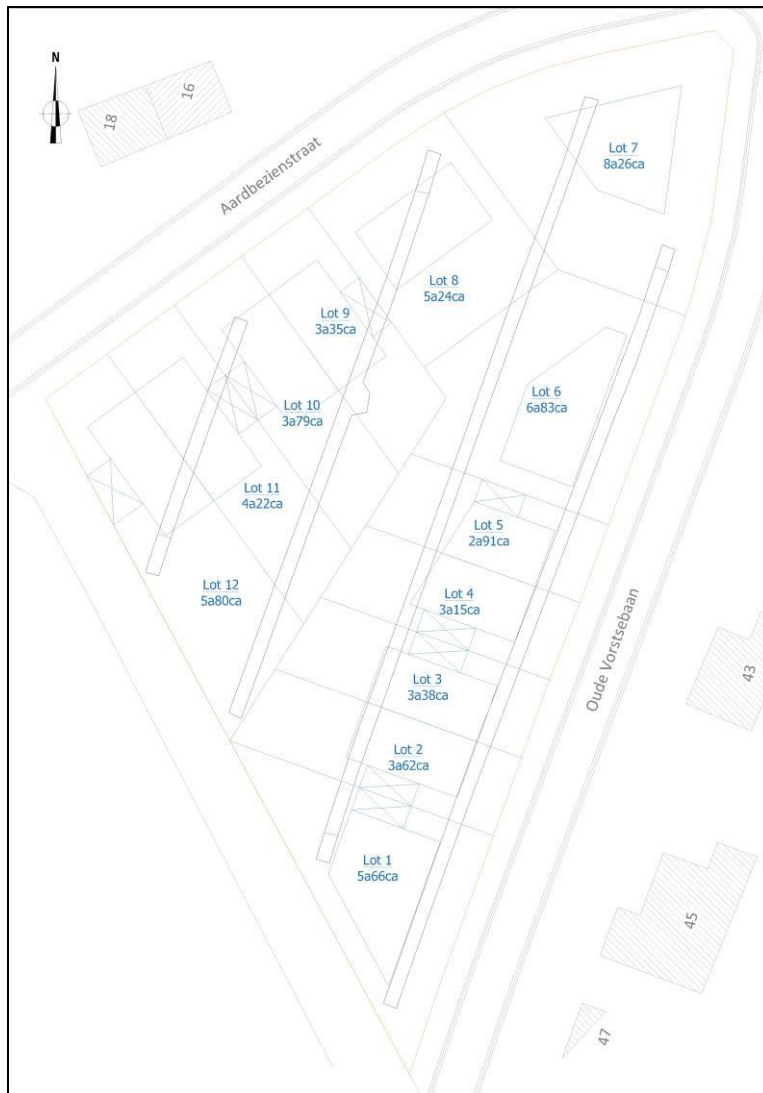 N
18
16
Aardbezienstraat
Lot 7
8a26ca
Lot 8
5a24ca
Lot 9
3a35ca
Lot 6
6a83ca
Lot 10
3a79ca
Lot 11
4a22ca
Lot 5
2a91ca
Lot 12
5a80ca
Lot 4
3a15ca
Oude Vorstsebaan
43
Lot 3
3a38ca
Lot 2
3a62ca
Lot 1
5a66ca
45
47